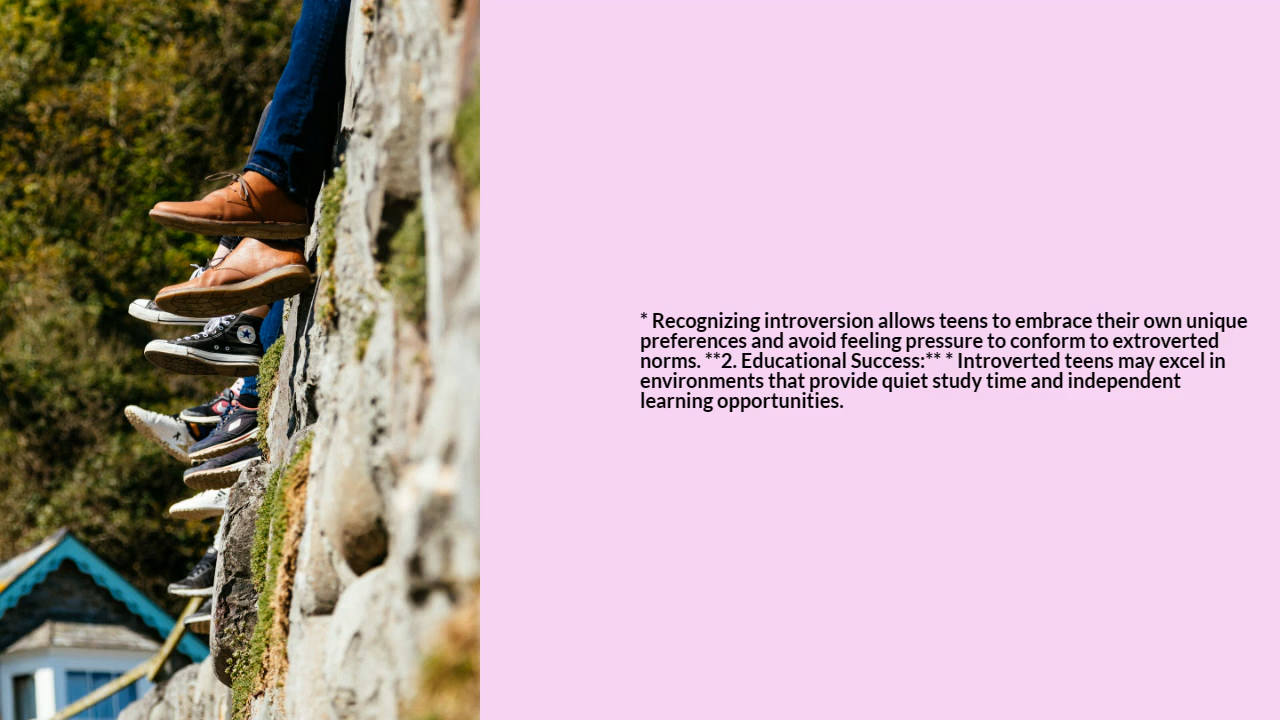 * Recognizing introversion allows teens to embrace their own unique
preferences and avoid feeling pressure to conform to extroverted
norms. **2. Educational Success:** * Introverted teens may excel in
environments that provide quiet study time and independent
learning opportunities.